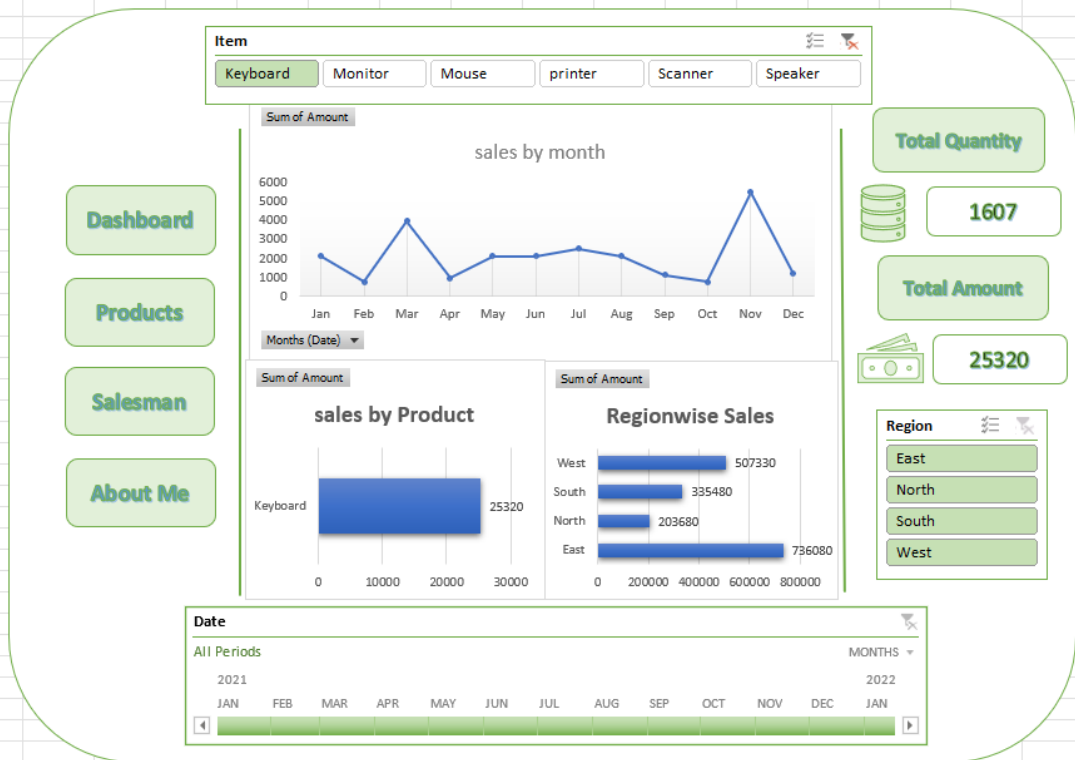 Item
Keyboard Monitor Mouse printer Scanner Speaker
Sum of Amount
sales by month
6000
5000
4000
3000
2000
1000
0
Jan Feb Mar Apr May Jun Jul Aug Sep Oct Nov Dec
Months (Date)
Dashboard
Products
Salesman
About Me
Sum of Amount
sales by Product
Keyboard 25320
0 10000 20000 30000
Sum of Amount
Regionwise Sales
West 507330
South 335480
North 203680
East 736080
0 200000 400000 600000 800000
Total Quantity
1607
Total Amount
25320
Region
East
North
South
West
Date
All Periods MONTHS
2021 2022
JAN FEB MAR APR MAY JUN JUL AUG SEP OCT NOV DEC JAN